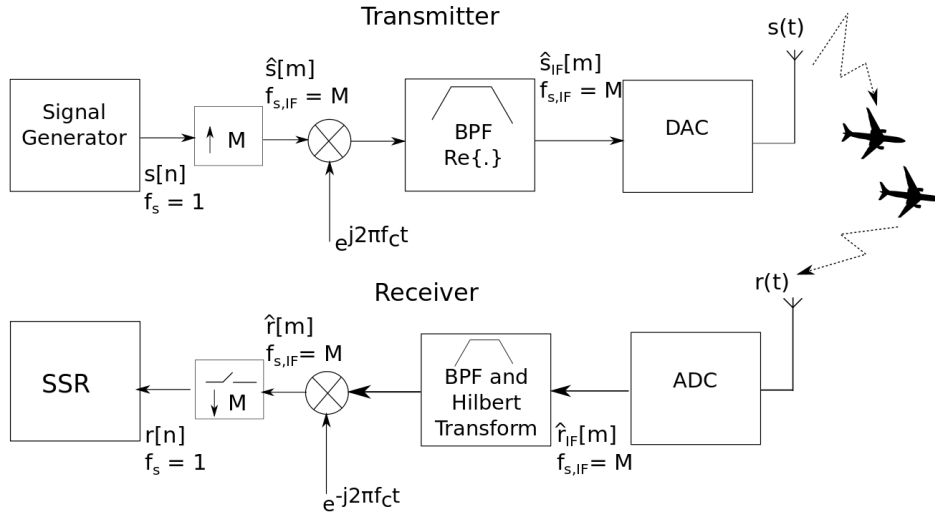 Transmitter
Signal
Generator
s[n]
f_s = 1
↑ M
ŝ[m]
f_s,IF = M
e^j2πf_Ct
BPF
Re{.}
ŝ_IF[m]
f_s,IF = M
DAC
s(t)
Receiver
r(t)
ADC
r̂_IF[m]
f_s,IF = M
BPF and
Hilbert
Transform
r̂[m]
f_s,IF = M
e^-j2πf_Ct
↓ M
r[n]
f_s = 1
SSR